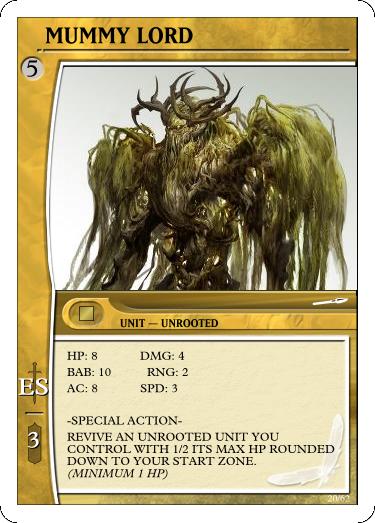 MUMMY LORD
5
UNIT — UNROOTED
HP: 8 DMG: 4
BAB: 10 RNG: 2
AC: 8 SPD: 3
ES
3
-SPECIAL ACTION-
REVIVE AN UNROOTED UNIT YOU
CONTROL WITH 1/2 ITS MAX HP ROUNDED
DOWN TO YOUR START ZONE.
(MINIMUM 1 HP)
20/62